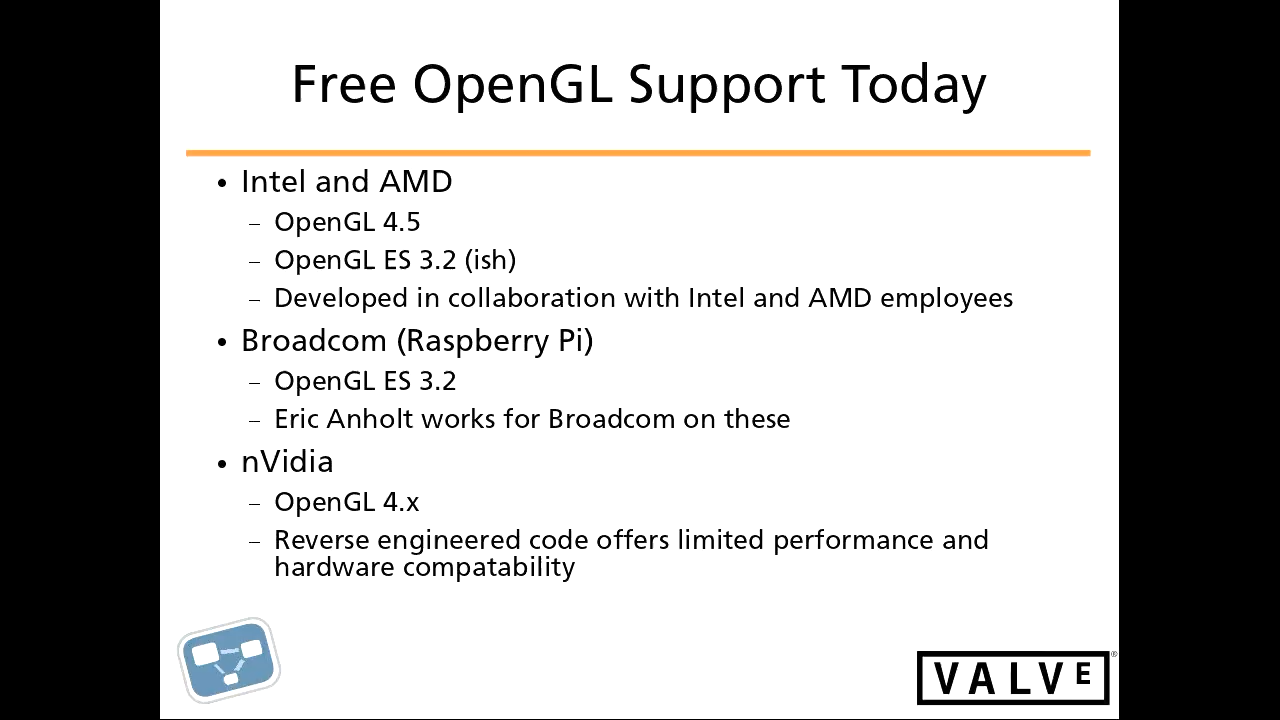 Free OpenGL Support Today
• Intel and AMD
– OpenGL 4.5
– OpenGL ES 3.2 (ish)
– Developed in collaboration with Intel and AMD employees
• Broadcom (Raspberry Pi)
– OpenGL ES 3.2
– Eric Anholt works for Broadcom on these
• nVidia
– OpenGL 4.x
– Reverse engineered code offers limited performance and
hardware compatability
VALVE®